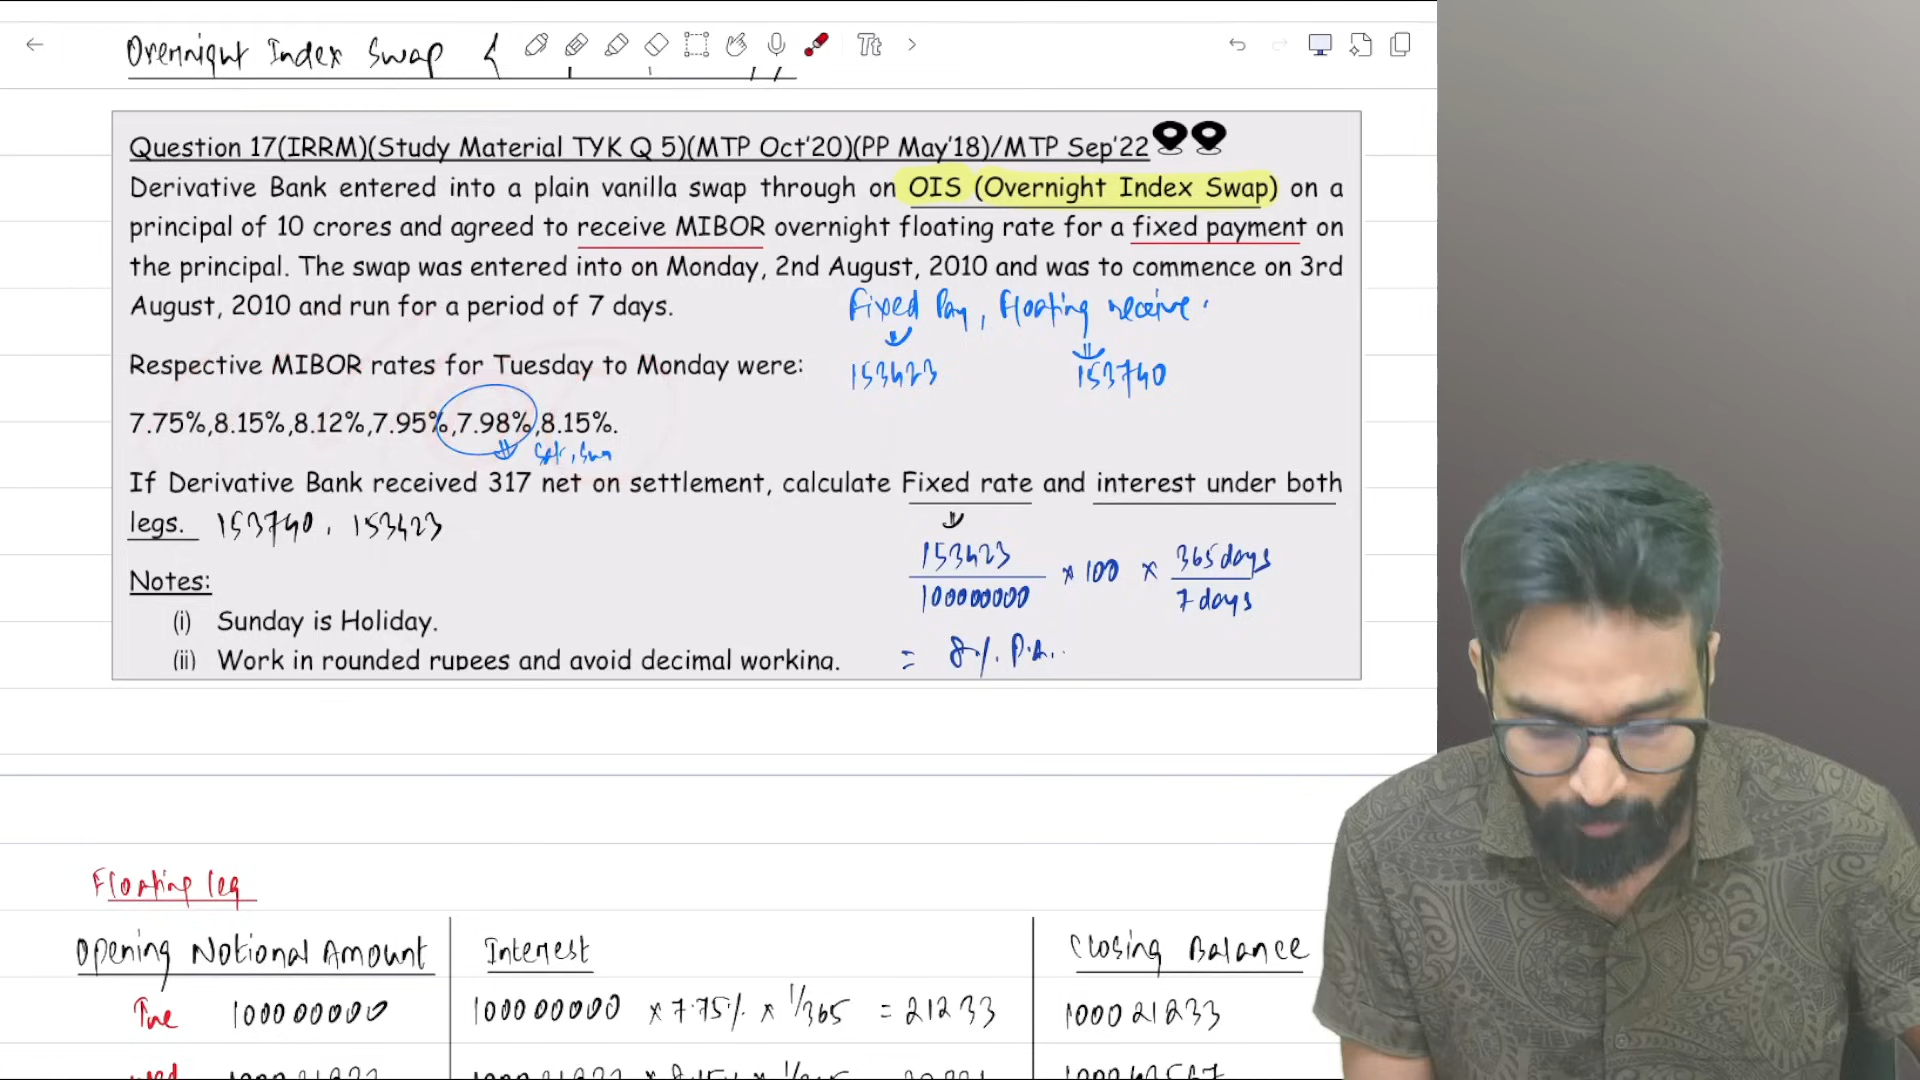 Overnight Index Swap
Tt
Question 17(IRRM)(Study Material TYK Q 5)(MTP Oct'20)(PP May'18)/MTP Sep'22
Derivative Bank entered into a plain vanilla swap through on OIS (Overnight Index Swap) on a
principal of 10 crores and agreed to receive MIBOR overnight floating rate for a fixed payment on
the principal. The swap was entered into on Monday, 2nd August, 2010 and was to commence on 3rd
August, 2010 and run for a period of 7 days.
Fixed Pay, Floating receive.
Respective MIBOR rates for Tuesday to Monday were:
153423 153740
7.75%,8.15%,8.12%,7.95%,7.98%,8.15%.
Sat, Sun
If Derivative Bank received 317 net on settlement, calculate Fixed rate and interest under both
legs. 153740, 153423
153423 / 100000000 × 100 × 365 days / 7 days
Notes:
(i) Sunday is Holiday.
(ii) Work in rounded rupees and avoid decimal working.
= 8% P.A.
Floating leg
Opening Notional Amount Interest Closing Balance
Tue 100000000 100000000 × 7.75% × 1/365 = 21233 100021233
Wed 100021233